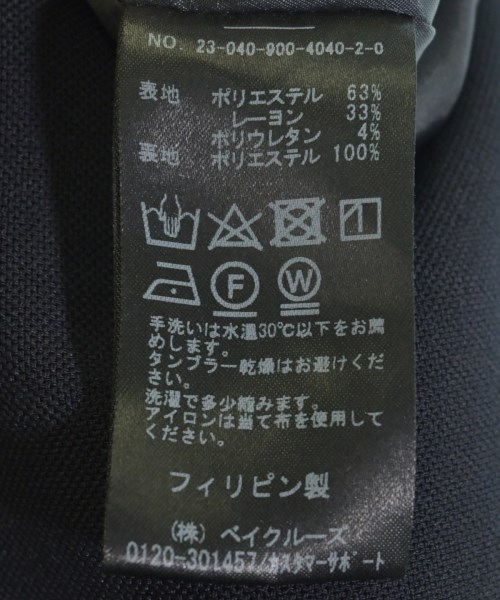 NO. 23-040-900-4040-2-0
表地 ポリエステル 63%
レーヨン 33%
ポリウレタン 4%
裏地 ポリエステル 100%
F
W
手洗いは水温30℃以下をお薦
めします。
タンブラー乾燥はお避けくだ
さい。
洗濯で多少縮みます。
アイロンは当て布を使用して
ください。
フィリピン製
(株) ベイクルーズ
0120-301457/カスタマーサポート